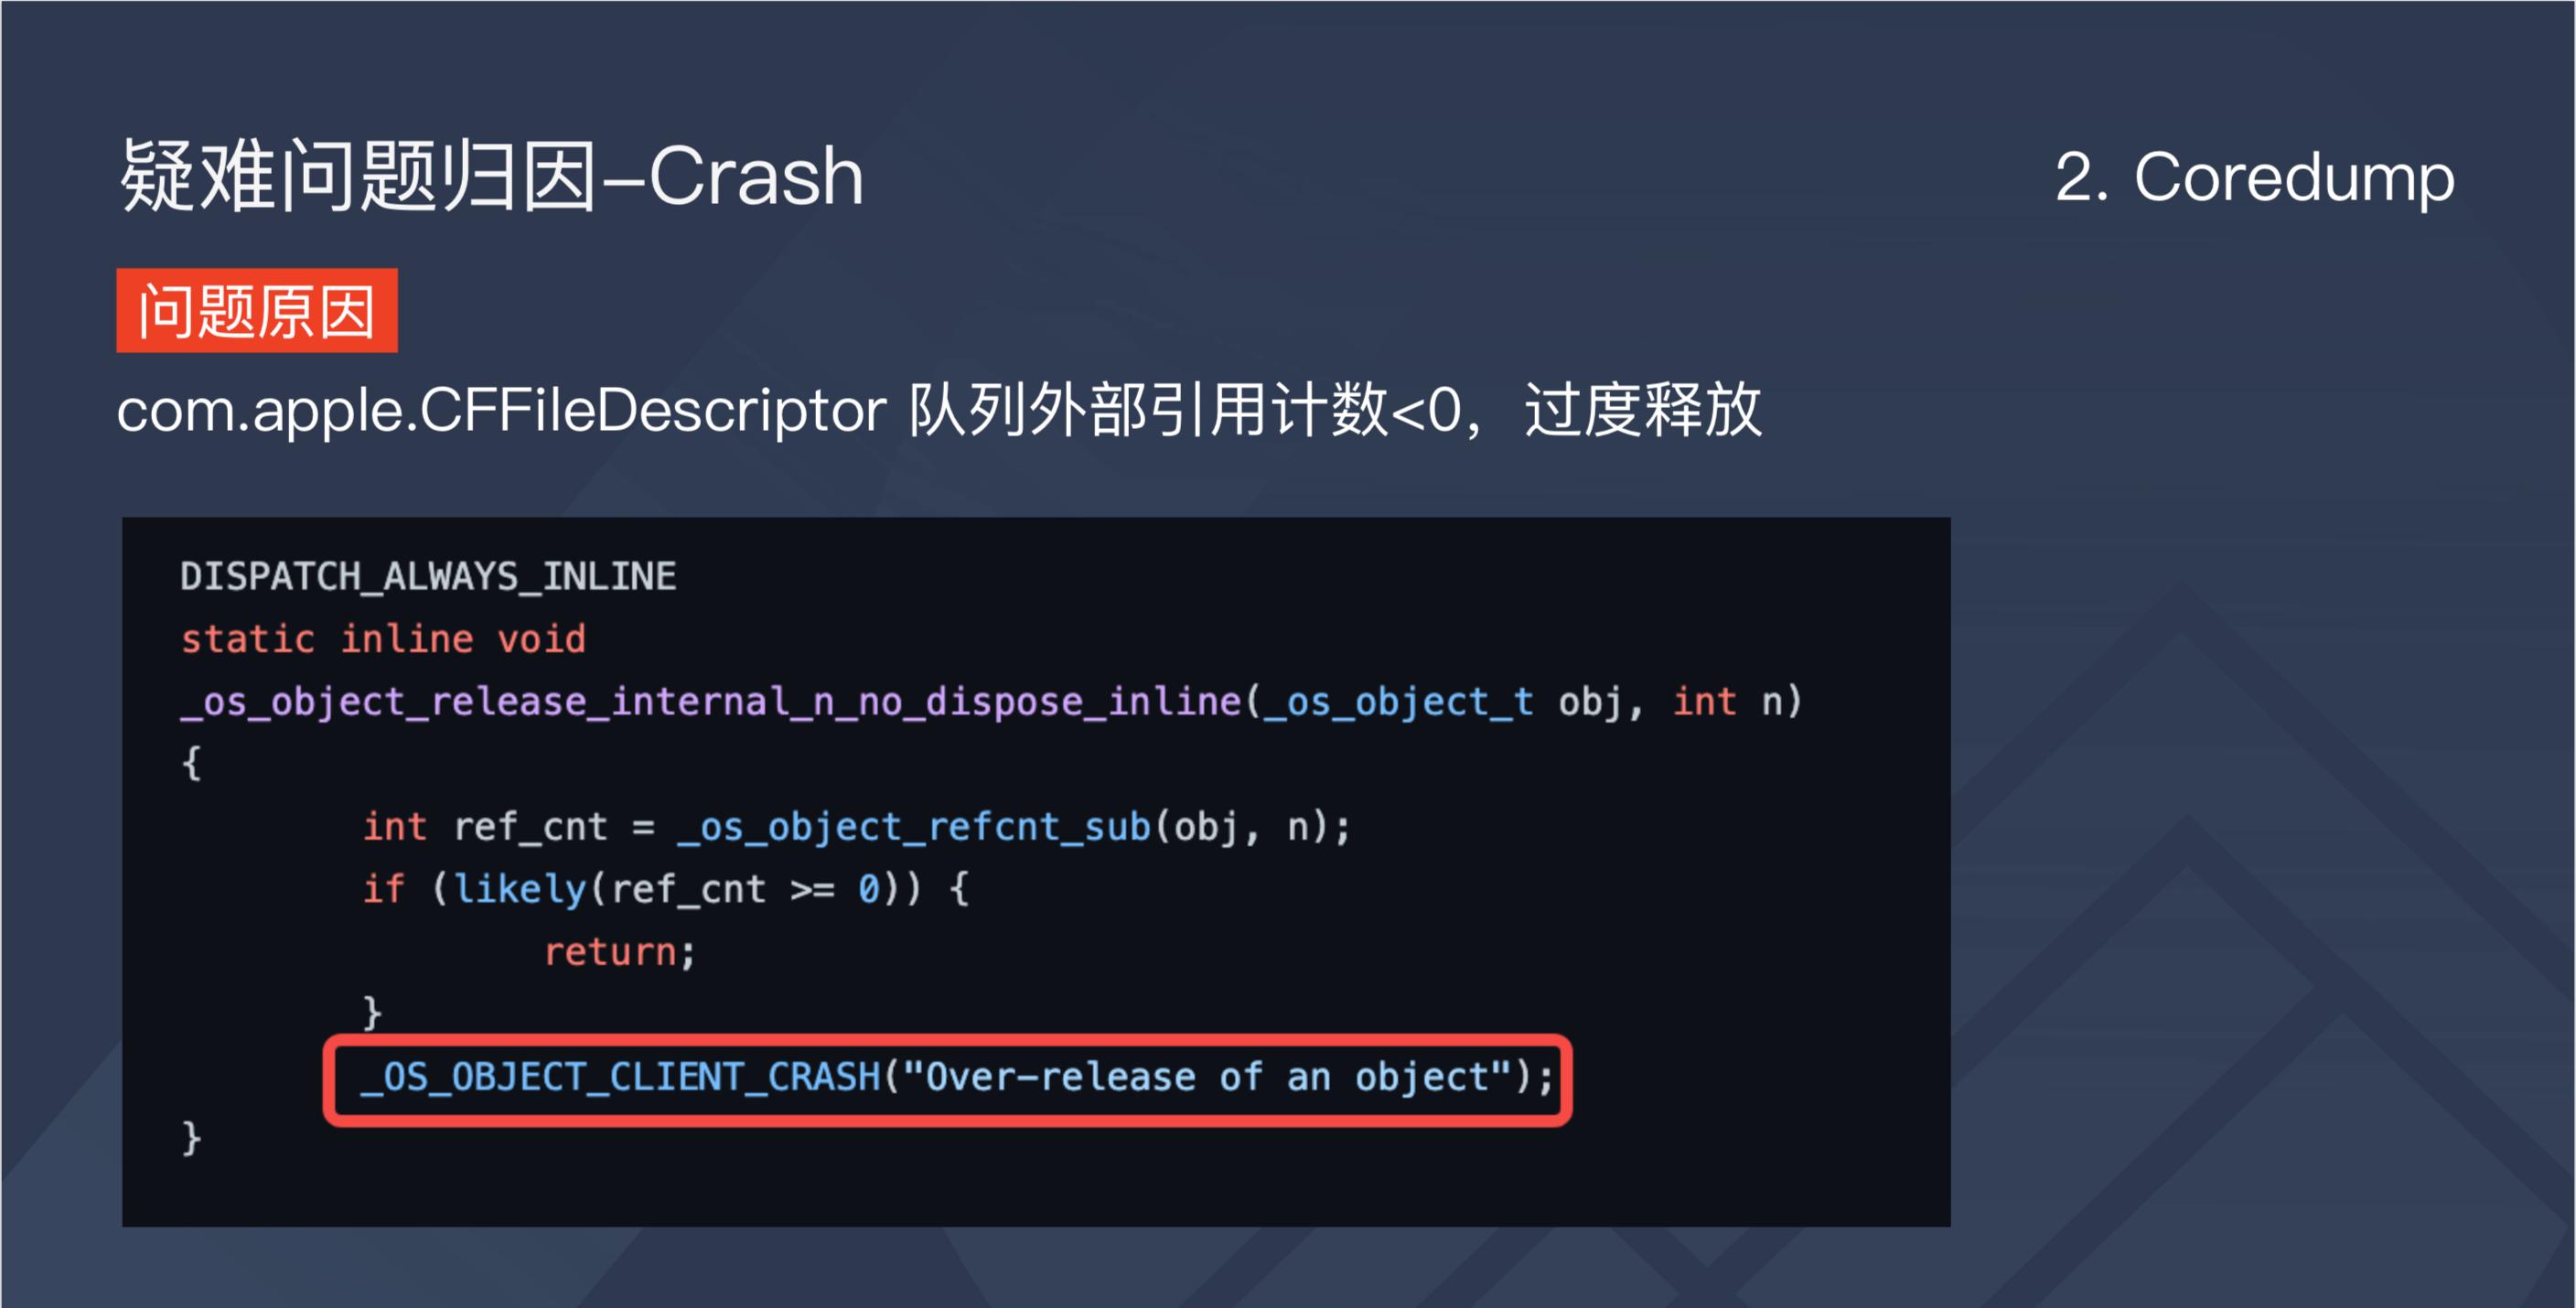 疑难问题归因–Crash
2. Coredump
问题原因
com.apple.CFFileDescriptor 队列外部引用计数<0，过度释放
DISPATCH_ALWAYS_INLINE
static inline void
_os_object_release_internal_n_no_dispose_inline(_os_object_t obj, int n)
{
        int ref_cnt = _os_object_refcnt_sub(obj, n);
        if (likely(ref_cnt >= 0)) {
                return;
        }
        _OS_OBJECT_CLIENT_CRASH("Over-release of an object");
}